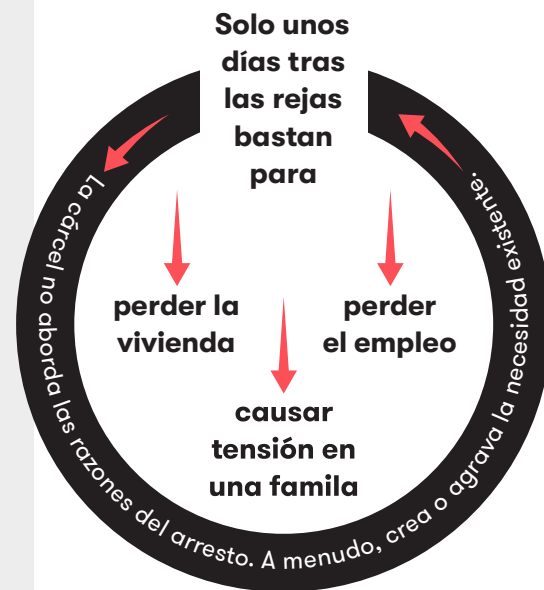 Solo unos
días tras
las rejas
bastan
para
perder la
vivienda
perder
el empleo
causar
tensión en
una famila
La cárcel no aborda las razones del arresto. A menudo, crea o agrava la necesidad existente.